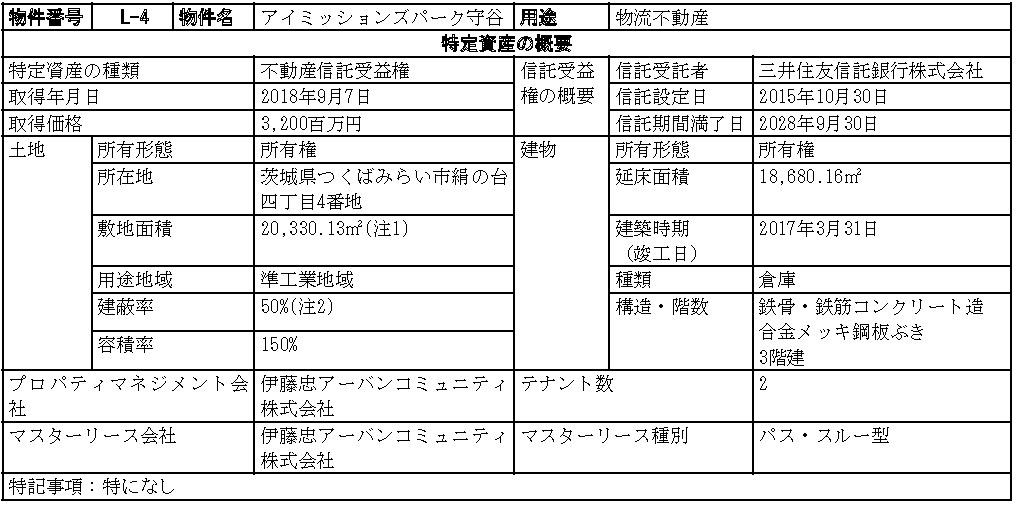 物件番号 L-4 物件名 アイミッションズパーク守谷 用途 物流不動産
特定資産の概要
特定資産の種類 不動産信託受益権 信託受益 信託受託者 三井住友信託銀行株式会社
取得年月日 2018年9月7日 権の概要 信託設定日 2015年10月30日
取得価格 3,200百万円 信託期間満了日 2028年9月30日
土地 所有形態 所有権 建物 所有形態 所有権
所在地 茨城県つくばみらい市絹の台 延床面積 18,680.16㎡
四丁目4番地
敷地面積 20,330.13㎡(注1) 建築時期 2017年3月31日
(竣工日)
用途地域 準工業地域 種類 倉庫
建蔽率 50%(注2) 構造・階数 鉄骨・鉄筋コンクリート造
合金メッキ鋼板ぶき
容積率 150% 3階建
プロパティマネジメント会 伊藤忠アーバンコミュニティ テナント数 2
社 株式会社
マスターリース会社 伊藤忠アーバンコミュニティ マスターリース種別 パス・スルー型
株式会社
特記事項：特になし